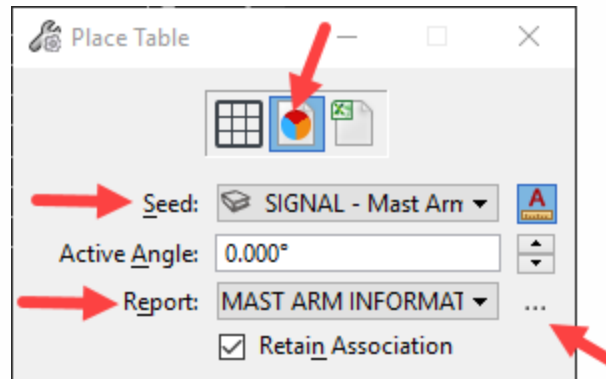 Place Table
Seed: SIGNAL - Mast Arn
A
Active Angle: 0.000°
Report: MAST ARM INFORMAT ...
Retain Association